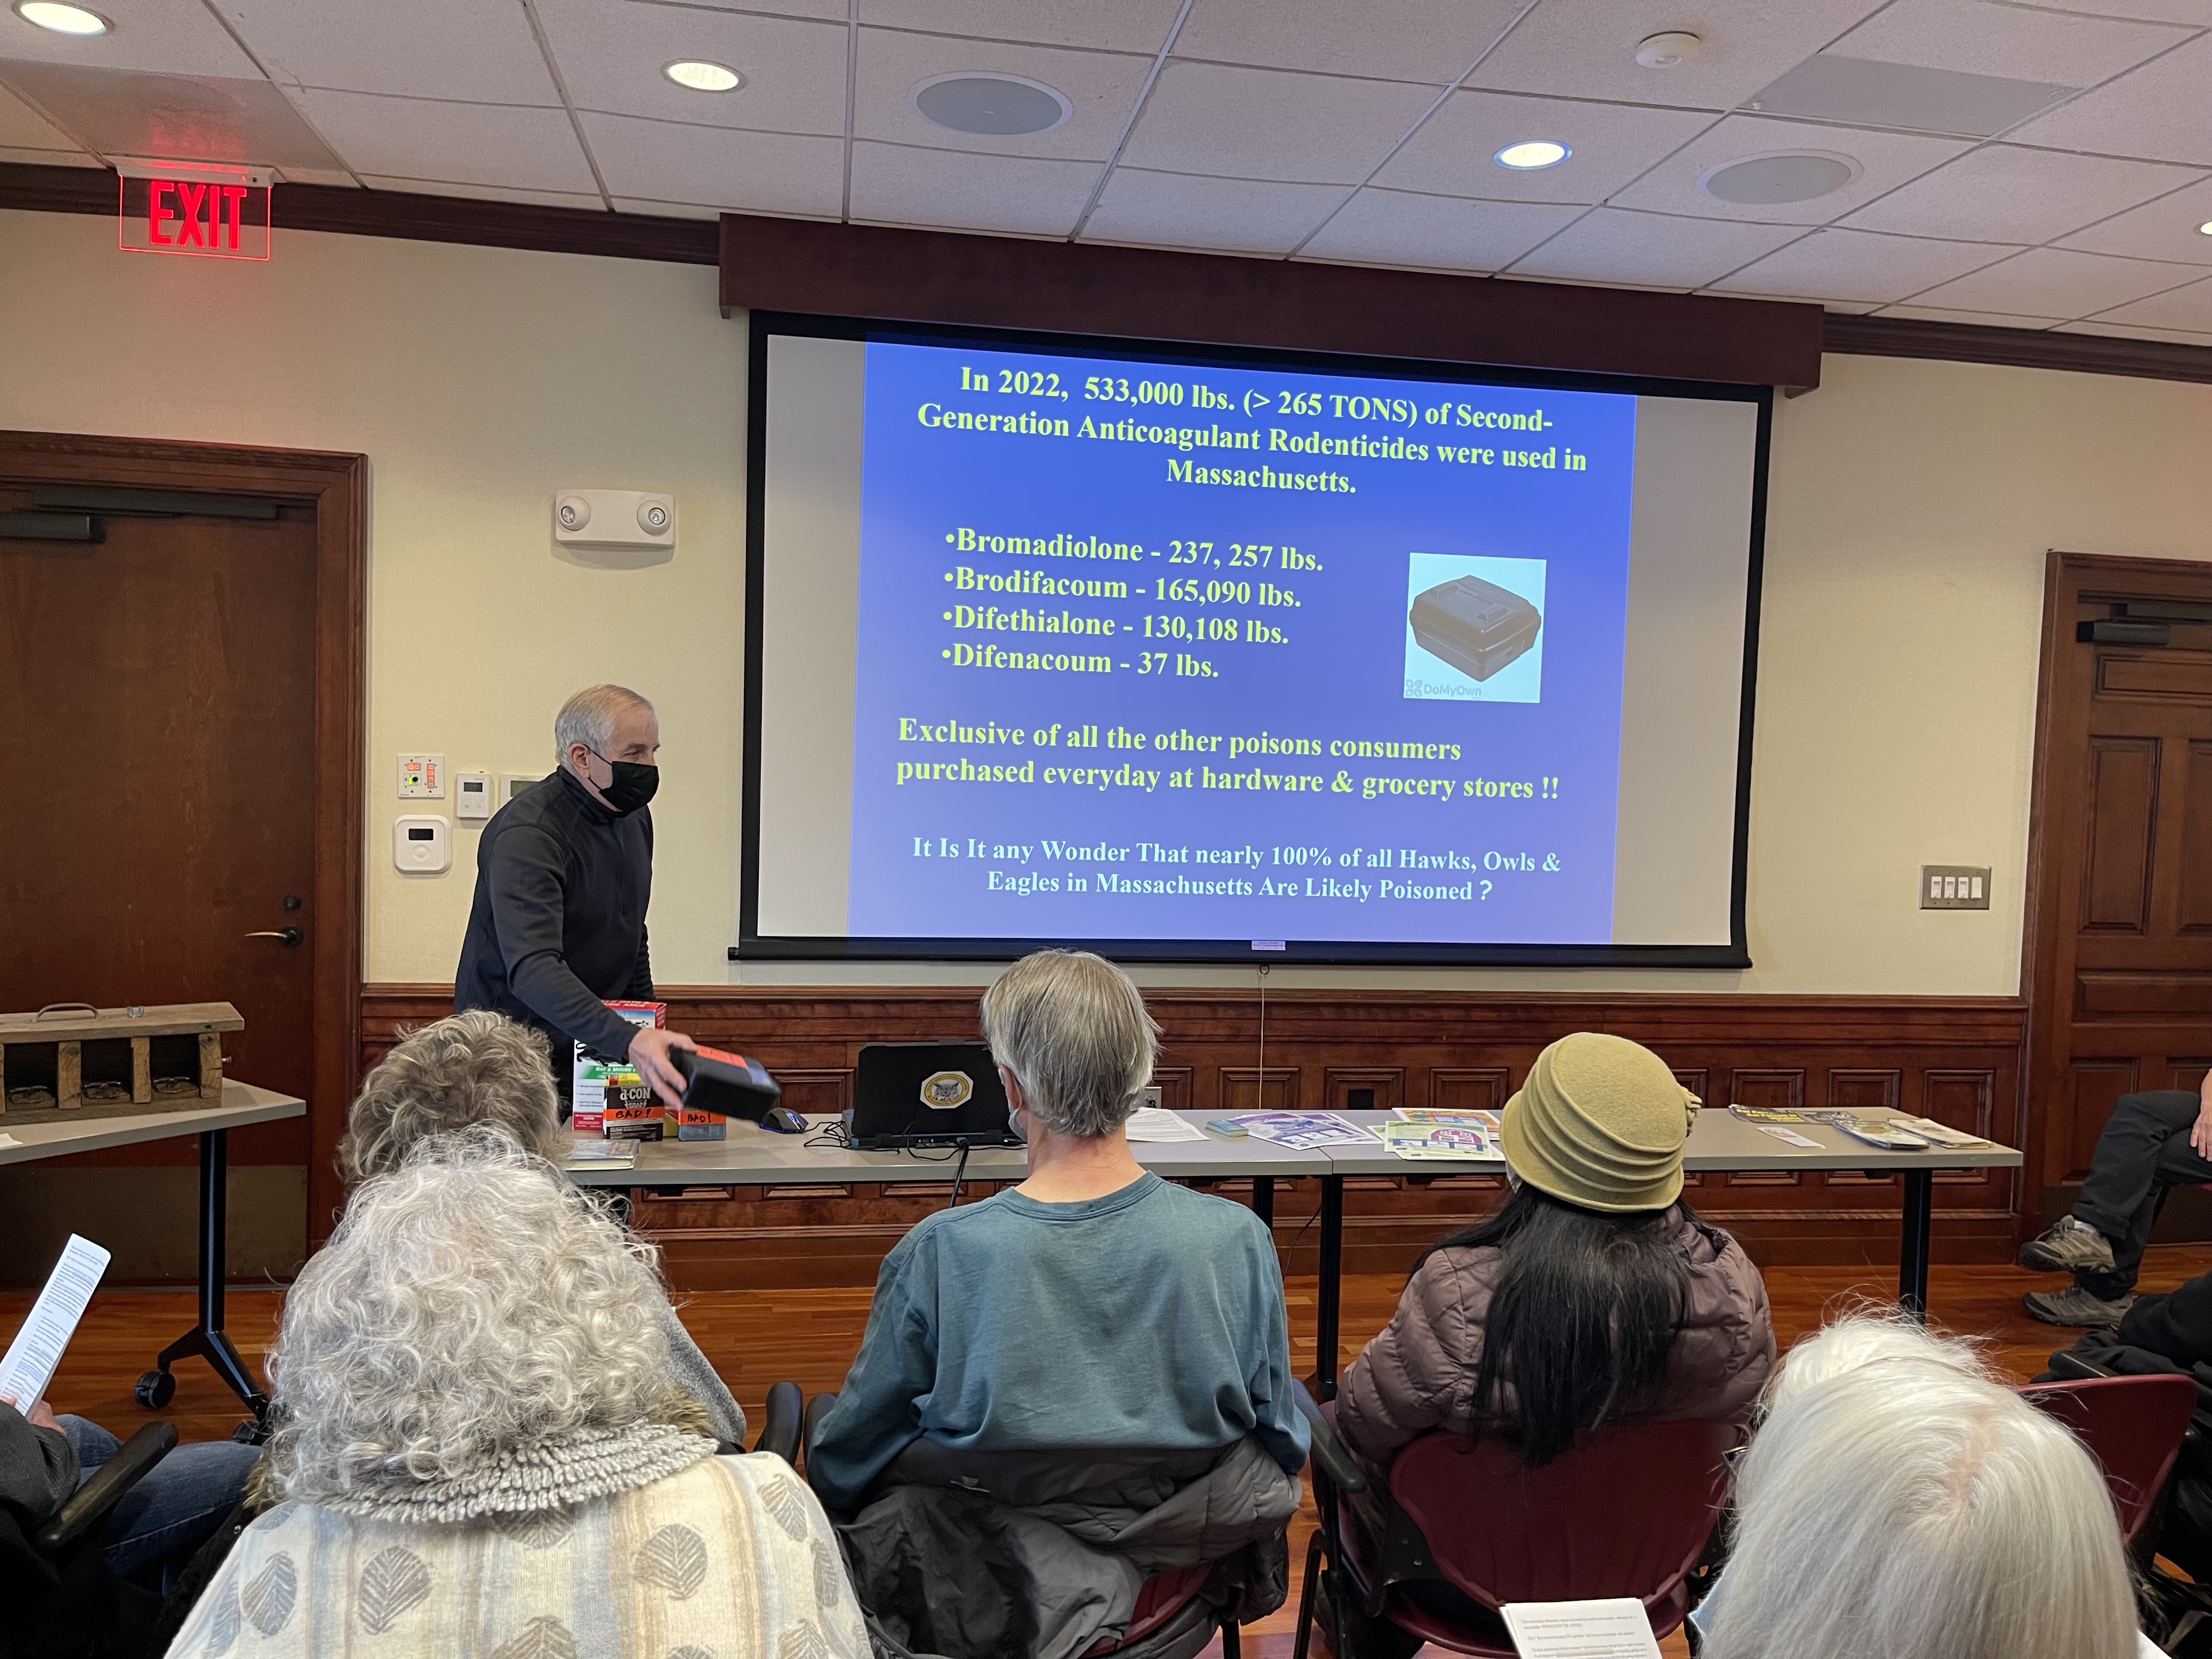 EXIT
In 2022, 533,000 lbs. (> 265 TONS) of Second-
Generation Anticoagulant Rodenticides were used in
Massachusetts.
•Bromadiolone - 237, 257 lbs.
•Brodifacoum - 165,090 lbs.
•Difethialone - 130,108 lbs.
•Difenacoum - 37 lbs.
DoMyOwn
Exclusive of all the other poisons consumers
purchased everyday at hardware & grocery stores !!
It Is It any Wonder That nearly 100% of all Hawks, Owls &
Eagles in Massachusetts Are Likely Poisoned ?
d-CON
BAD!
BAD!